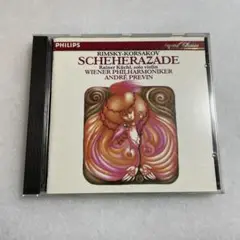 PHILIPS
RIMSKY-KORSAKOV
SCHEHERAZADE
Rainer Küchl, solo violin
WIENER PHILHARMONIKER
ANDRÉ PREVIN